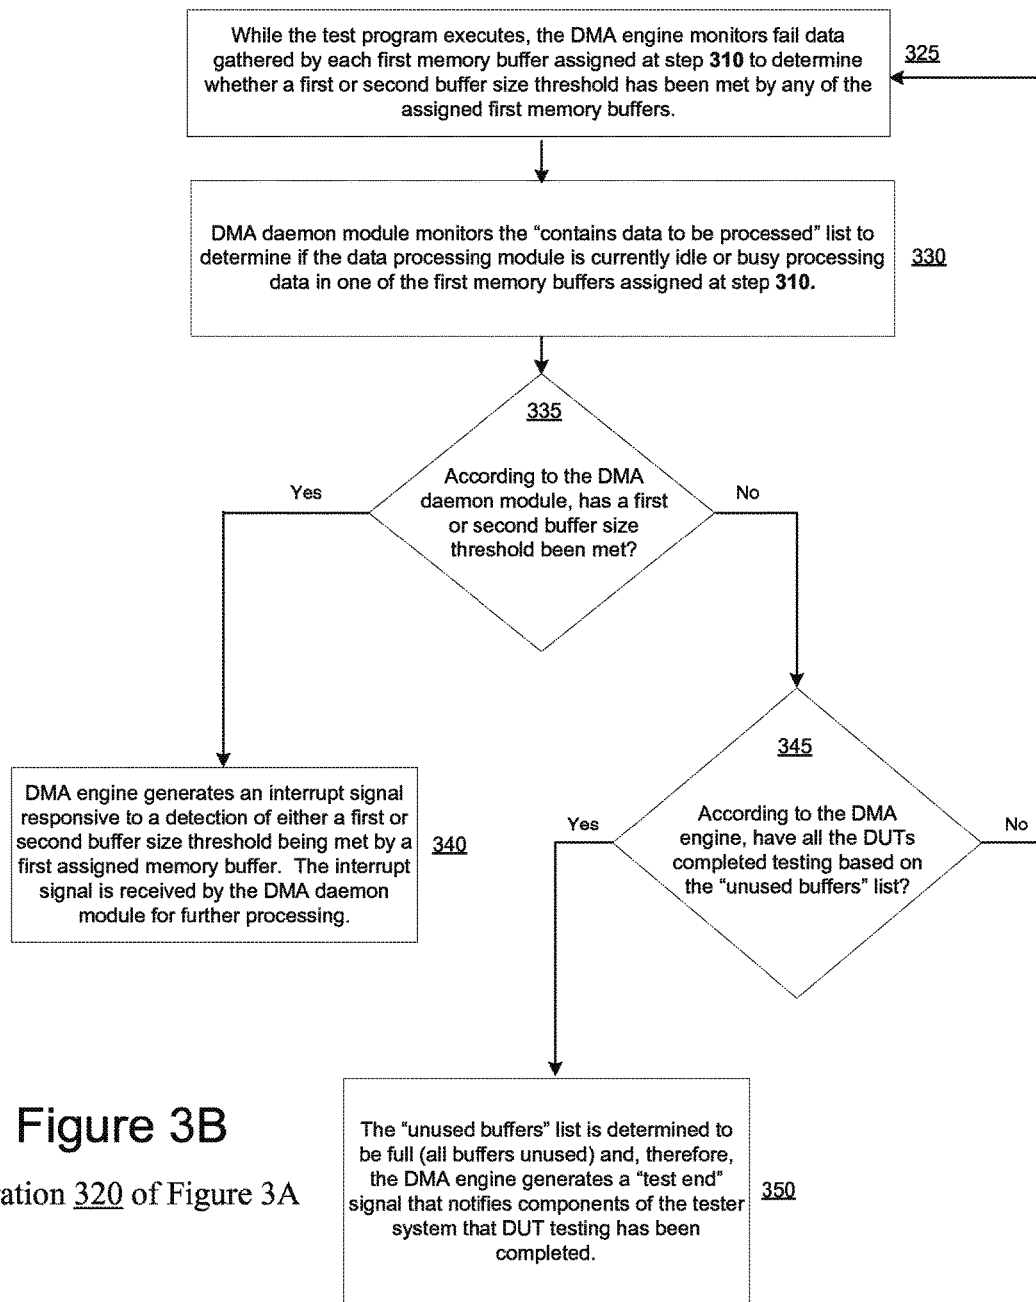 While the test program executes, the DMA engine monitors fail data
gathered by each first memory buffer assigned at step 310 to determine
whether a first or second buffer size threshold has been met by any of the
assigned first memory buffers.
325
DMA daemon module monitors the “contains data to be processed” list to
determine if the data processing module is currently idle or busy processing
data in one of the first memory buffers assigned at step 310.
330
335
According to the DMA
daemon module, has a first
or second buffer size
threshold been met?
Yes
No
345
According to the DMA
engine, have all the DUTs
completed testing based on
the “unused buffers” list?
Yes
No
DMA engine generates an interrupt signal
responsive to a detection of either a first or
second buffer size threshold being met by a
first assigned memory buffer. The interrupt
signal is received by the DMA daemon
module for further processing.
340
The “unused buffers” list is determined to
be full (all buffers unused) and, therefore,
the DMA engine generates a “test end”
signal that notifies components of the tester
system that DUT testing has been
completed.
350
Figure 3B
ration 320 of Figure 3A